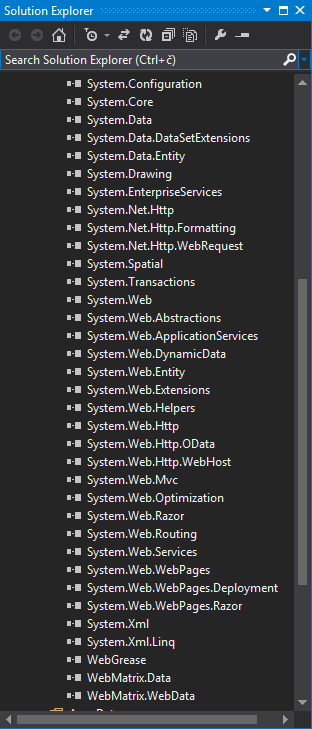 Solution Explorer
Search Solution Explorer (Ctrl+č)
System.Configuration
System.Core
System.Data
System.Data.DataSetExtensions
System.Data.Entity
System.Drawing
System.EnterpriseServices
System.Net.Http
System.Net.Http.Formatting
System.Net.Http.WebRequest
System.Spatial
System.Transactions
System.Web
System.Web.Abstractions
System.Web.ApplicationServices
System.Web.DynamicData
System.Web.Entity
System.Web.Extensions
System.Web.Helpers
System.Web.Http
System.Web.Http.OData
System.Web.Http.WebHost
System.Web.Mvc
System.Web.Optimization
System.Web.Razor
System.Web.Routing
System.Web.Services
System.Web.WebPages
System.Web.WebPages.Deployment
System.Web.WebPages.Razor
System.Xml
System.Xml.Linq
WebGrease
WebMatrix.Data
WebMatrix.WebData